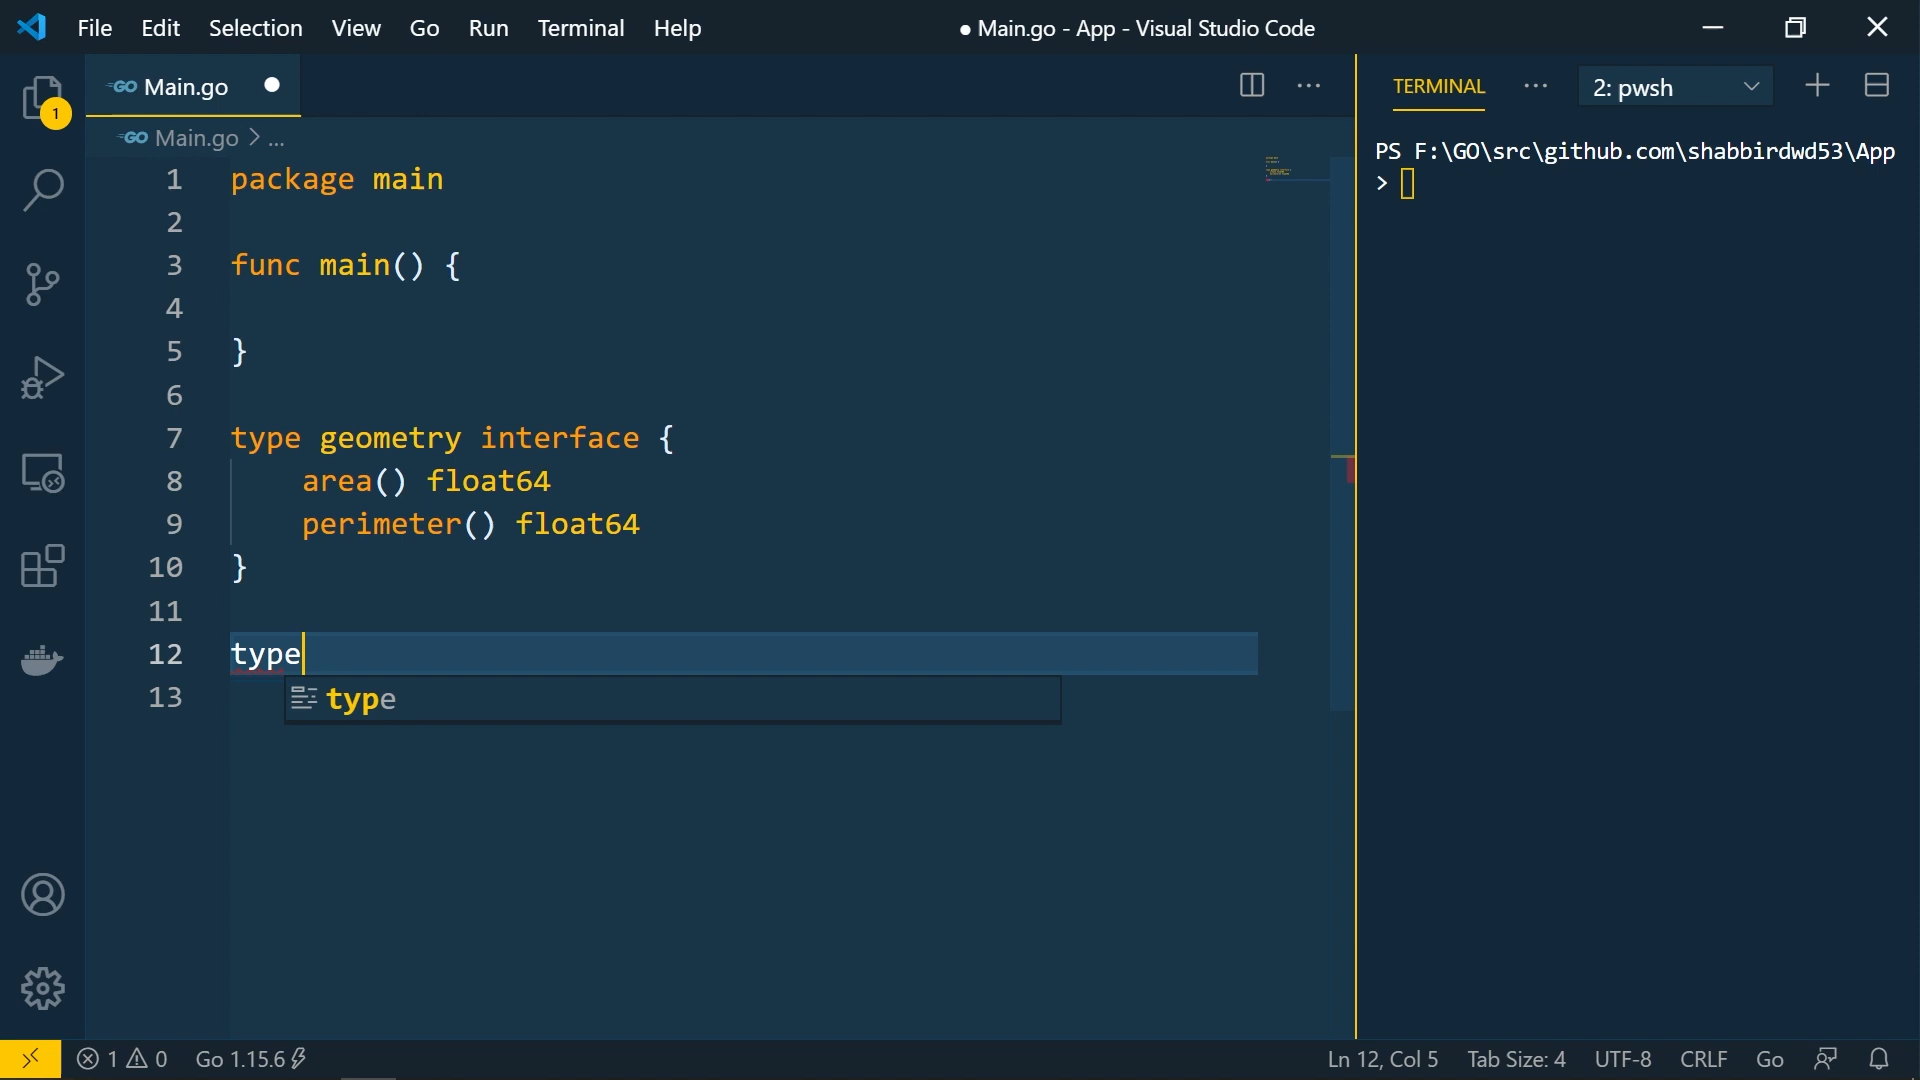 File Edit Selection View Go Run Terminal Help
● Main.go - App - Visual Studio Code
1
GO Main.go
GO Main.go > ...
1 package main
2
3 func main() {
4
5 }
6
7 type geometry interface {
8 area() float64
9 perimeter() float64
10 }
11
12 type
13
type
TERMINAL ... 2: pwsh
PS F:\GO\src\github.com\shabbirdwd53\App
>
1 0 Go 1.15.6
Ln 12, Col 5 Tab Size: 4 UTF-8 CRLF Go